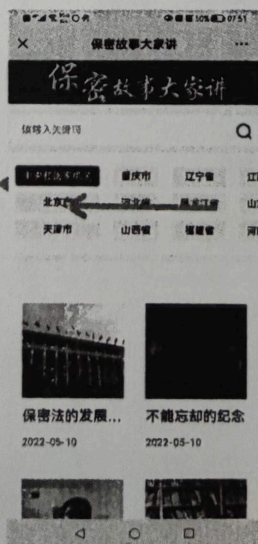 50% 07:51
保密故事大家讲
保密故事大家讲
重庆市 辽宁省
北京 河北省 黑龙江省
天津市 山西省 福建省
保密法的发展... 不能忘却的纪念
2022-05-10 2022-05-10